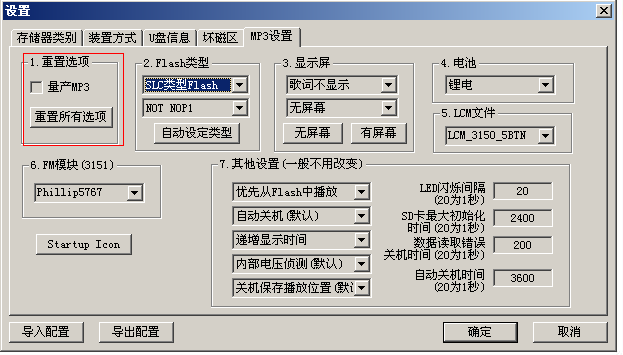 设置
存储器类别 装置方式 U盘信息 坏磁区 MP3设置
1.重置选项
量产MP3
重置所有选项
2.Flash类型
SLC类型Flash
NOT NOP1
自动设定类型
3.显示屏
歌词不显示
无屏幕
无屏幕 有屏幕
4.电池
锂电
5.LCM文件
LCM_3150_5BTN
6.FM模块(3151)
Phillip5767
Startup Icon
7.其他设置(一般不用改变)
优先从Flash中播放
自动关机(默认)
递增显示时间
内部电压侦测(默认)
关机保存播放位置(默认
LED闪烁间隔
(20为1秒)
20
SD卡最大初始化
时间(20为1秒)
2400
数据读取错误
关机时间(20为1秒)
200
自动关机时间
(20为1秒)
3600
导入配置 导出配置 确定 取消